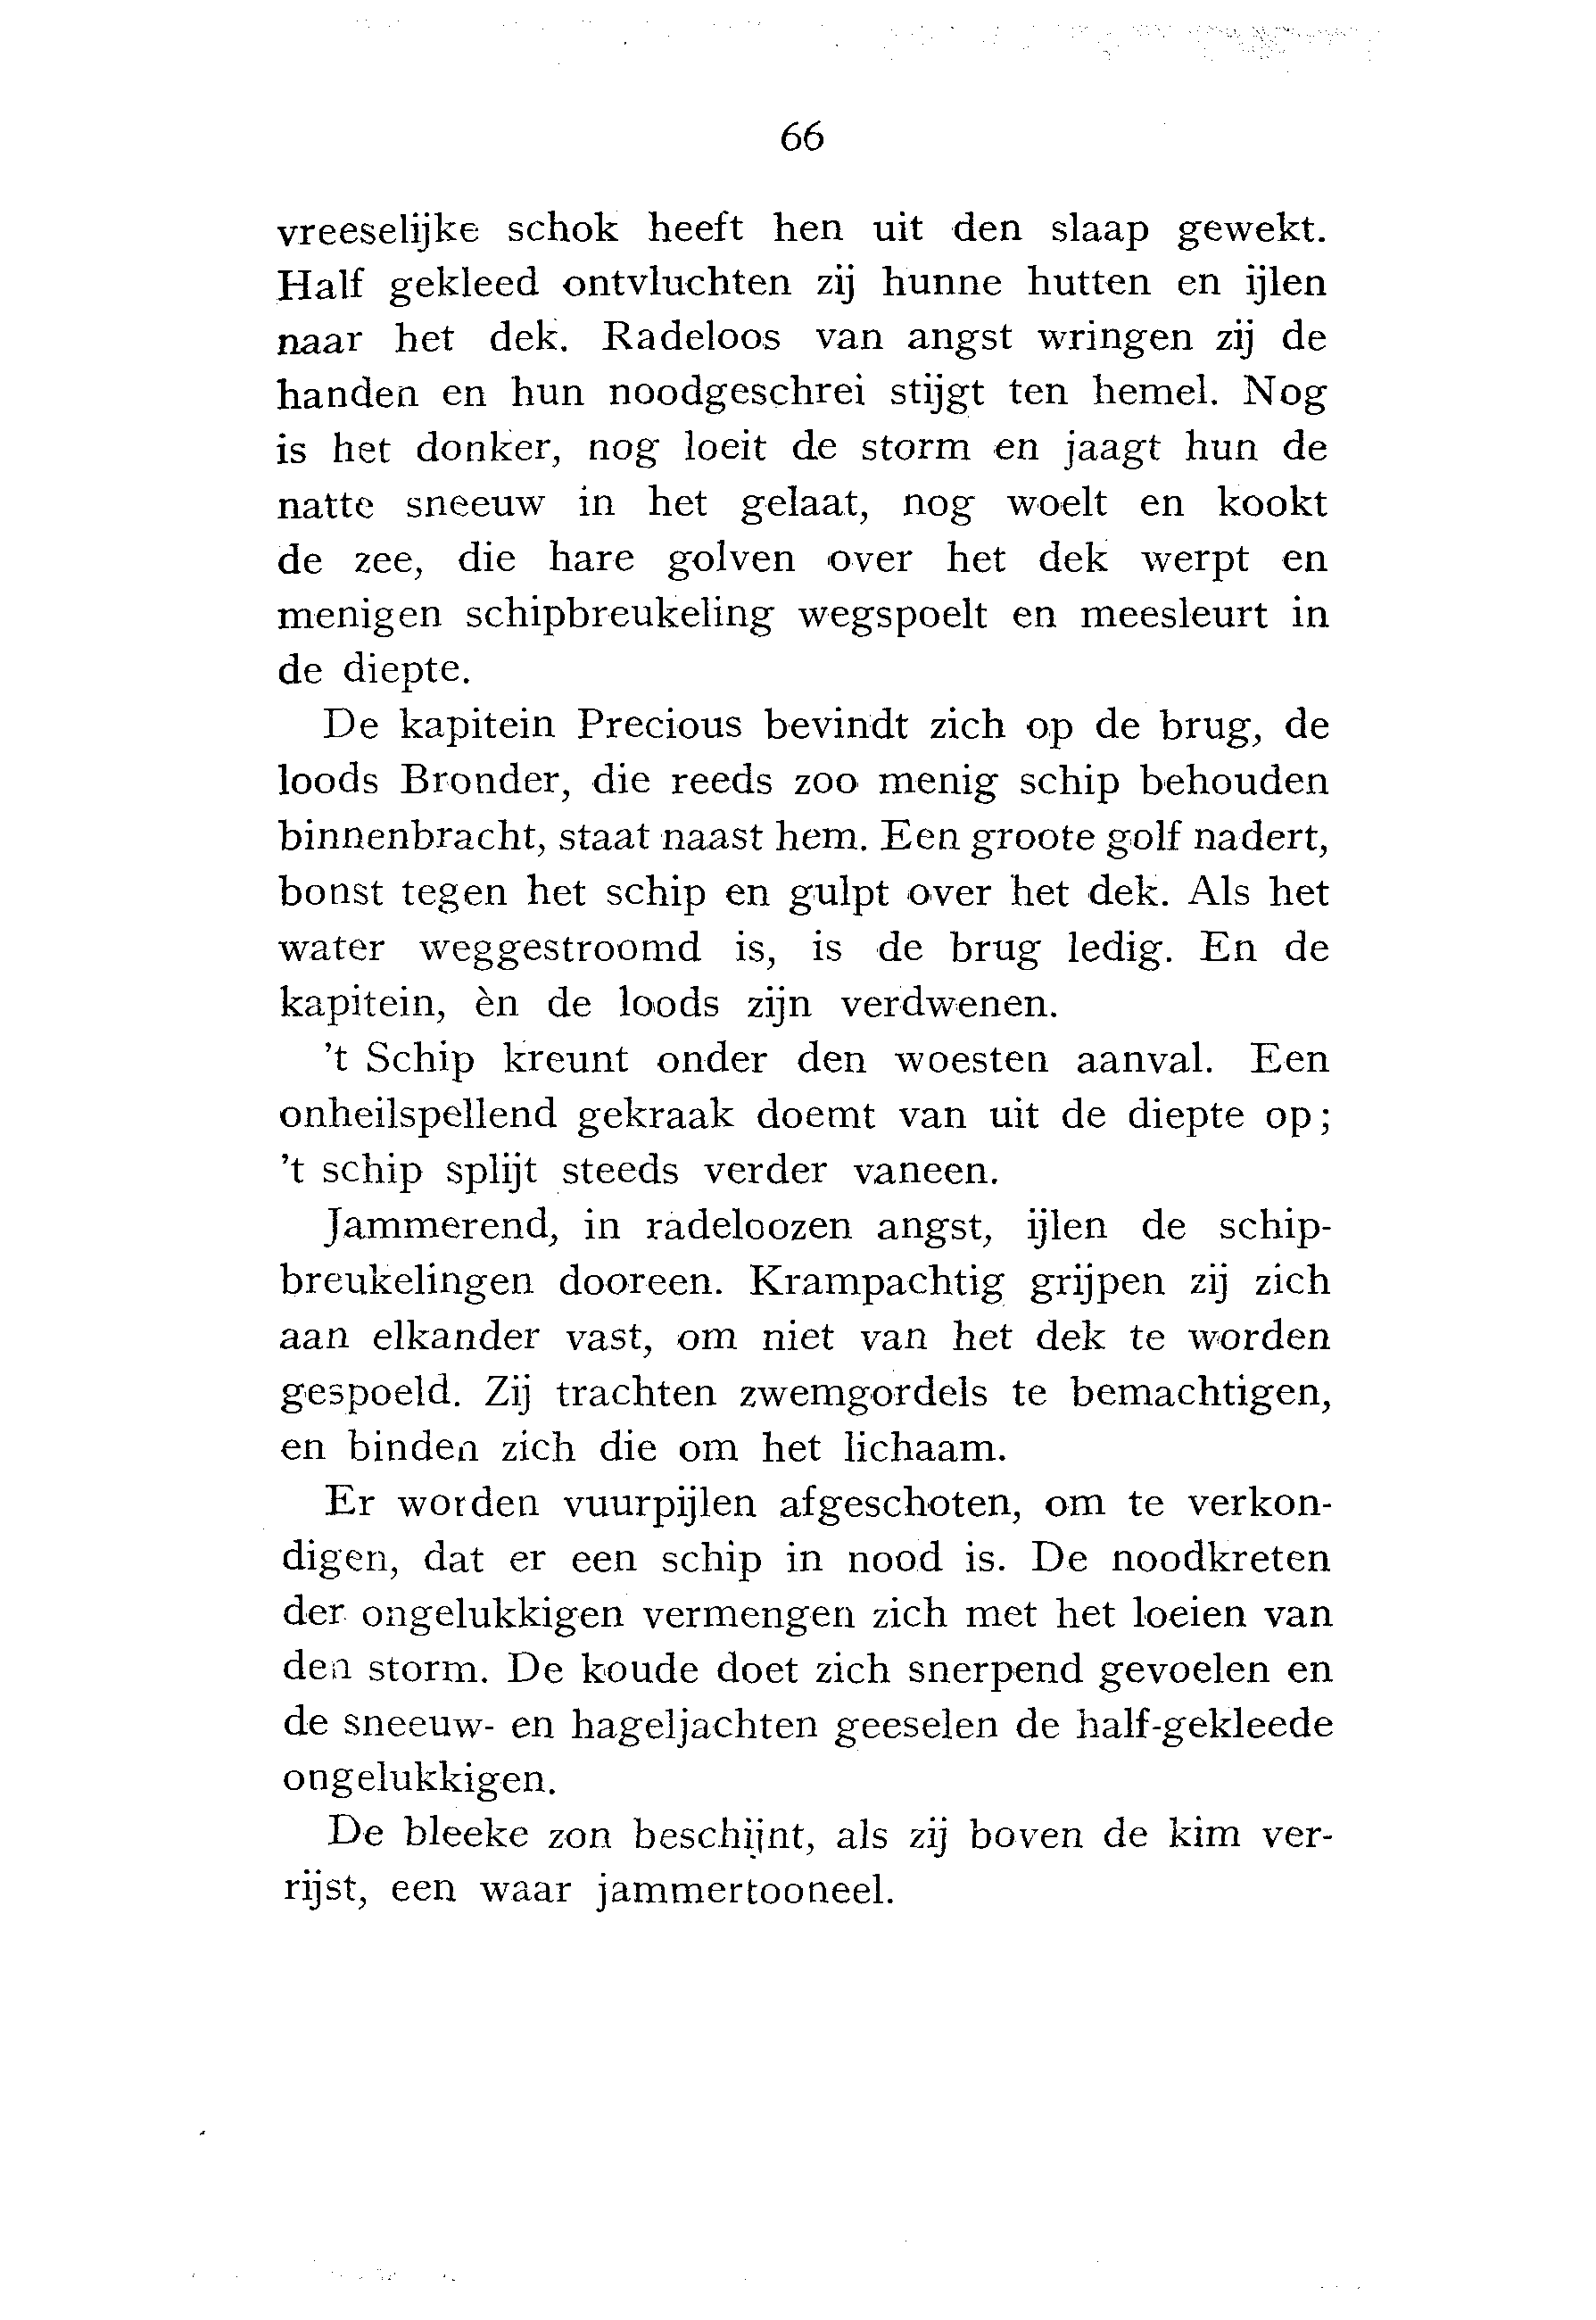 66
vreeselijke schok heeft hen uit den slaap gewekt.
Half gekleed ontvluchten zij hunne hutten en ijlen
naar het dek. Radeloos van angst wringen zij de
handen en hun noodgeschrei stijgt ten hemel. Nog
is het donker, nog loeit de storm en jaagt hun de
natte sneeuw in het gelaat, nog woelt en kookt
de zee, die hare golven over het dek werpt en
menigen schipbreukeling wegspoelt en meesleurt in
de diepte.
De kapitein Precious bevindt zich op de brug, de
loods Bronder, die reeds zoo menig schip behouden
binnenbracht, staat naast hem. Een groote golf nadert,
bonst tegen het schip en gulpt over het dek. Als het
water weggestroomd is, is de brug ledig. En de
kapitein, èn de loods zijn verdwenen.
't Schip kreunt onder den woesten aanval. Een
onheilspellend gekraak doemt van uit de diepte op;
't schip splijt steeds verder vaneen.
Jammerend, in radeloozen angst, ijlen de schip-
breukelingen dooreen. Krampachtig grijpen zij zich
aan elkander vast, om niet van het dek te worden
gespoeld. Zij trachten zwemgordels te bemachtigen,
en binden zich die om het lichaam.
Er worden vuurpijlen afgeschoten, om te verkon-
digen, dat er een schip in nood is. De noodkreten
der ongelukkigen vermengen zich met het loeien van
den storm. De koude doet zich snerpend gevoelen en
de sneeuw- en hageljachten geeselen de half-gekleede
ongelukkigen.
De bleeke zon beschijnt, als zij boven de kim ver-
rijst, een waar jammertooneel.